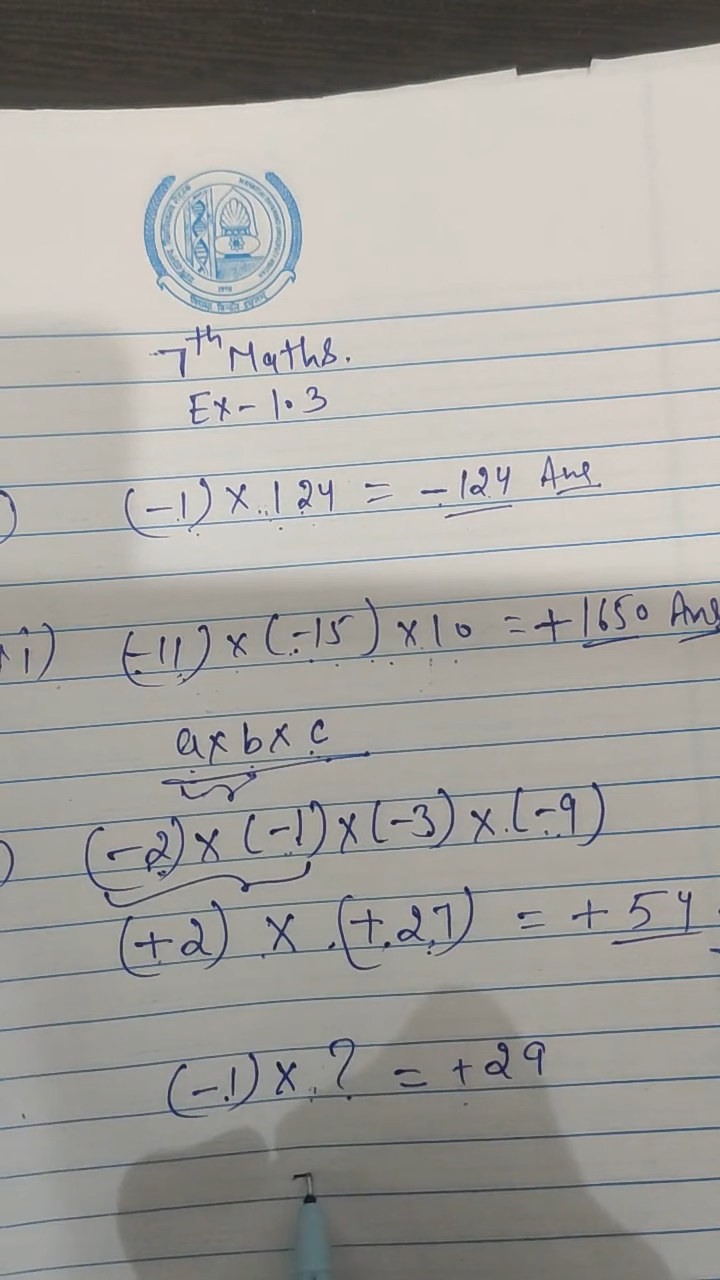 7th Maths.
Ex- 1.3
) (-1) × 124 = -124 Ans
ii) (-11) × (-15) × 10 = +1650 Ans
a × b × c
) (-2) × (-1) × (-3) × (-9)
(+2) × (+27) = +54
(-1) × ? = +29